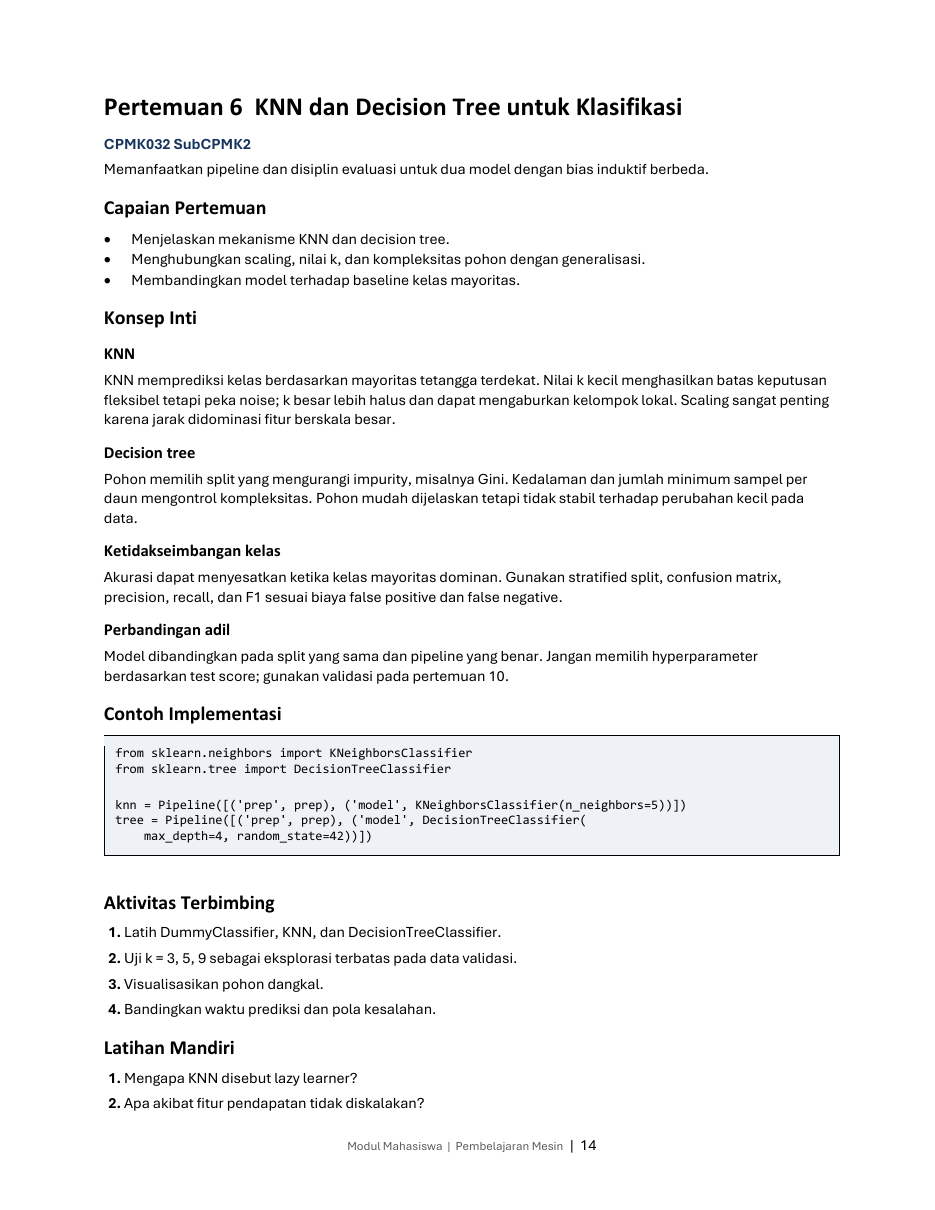 Pertemuan 6  KNN dan Decision Tree untuk Klasifikasi
CPMK032 SubCPMK2
Memanfaatkan pipeline dan disiplin evaluasi untuk dua model dengan bias induktif berbeda.
Capaian Pertemuan
• Menjelaskan mekanisme KNN dan decision tree.
• Menghubungkan scaling, nilai k, dan kompleksitas pohon dengan generalisasi.
• Membandingkan model terhadap baseline kelas mayoritas.
Konsep Inti
KNN
KNN memprediksi kelas berdasarkan mayoritas tetangga terdekat. Nilai k kecil menghasilkan batas keputusan
fleksibel tetapi peka noise; k besar lebih halus dan dapat mengaburkan kelompok lokal. Scaling sangat penting
karena jarak didominasi fitur berskala besar.
Decision tree
Pohon memilih split yang mengurangi impurity, misalnya Gini. Kedalaman dan jumlah minimum sampel per
daun mengontrol kompleksitas. Pohon mudah dijelaskan tetapi tidak stabil terhadap perubahan kecil pada
data.
Ketidakseimbangan kelas
Akurasi dapat menyesatkan ketika kelas mayoritas dominan. Gunakan stratified split, confusion matrix,
precision, recall, dan F1 sesuai biaya false positive dan false negative.
Perbandingan adil
Model dibandingkan pada split yang sama dan pipeline yang benar. Jangan memilih hyperparameter
berdasarkan test score; gunakan validasi pada pertemuan 10.
Contoh Implementasi
from sklearn.neighbors import KNeighborsClassifier
from sklearn.tree import DecisionTreeClassifier
knn = Pipeline([('prep', prep), ('model', KNeighborsClassifier(n_neighbors=5))])
tree = Pipeline([('prep', prep), ('model', DecisionTreeClassifier(
    max_depth=4, random_state=42))])
Aktivitas Terbimbing
1. Latih DummyClassifier, KNN, dan DecisionTreeClassifier.
2. Uji k = 3, 5, 9 sebagai eksplorasi terbatas pada data validasi.
3. Visualisasikan pohon dangkal.
4. Bandingkan waktu prediksi dan pola kesalahan.
Latihan Mandiri
1. Mengapa KNN disebut lazy learner?
2. Apa akibat fitur pendapatan tidak diskalakan?
Modul Mahasiswa | Pembelajaran Mesin | 14